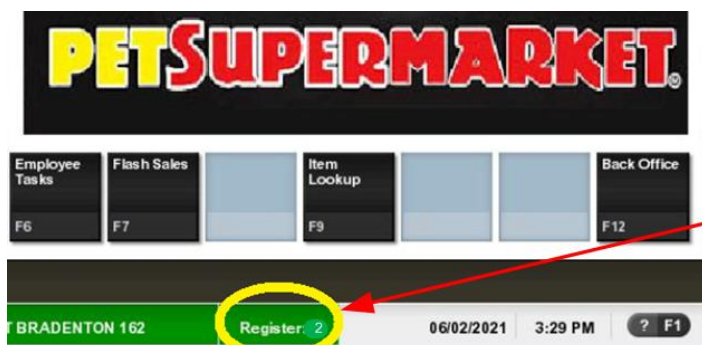 PETSUPERMARKET®
Employee Tasks
F6
Flash Sales
F7
Item Lookup
F9
Back Office
F12
T BRADENTON 162
Register: 2
06/02/2021
3:29 PM
? F1